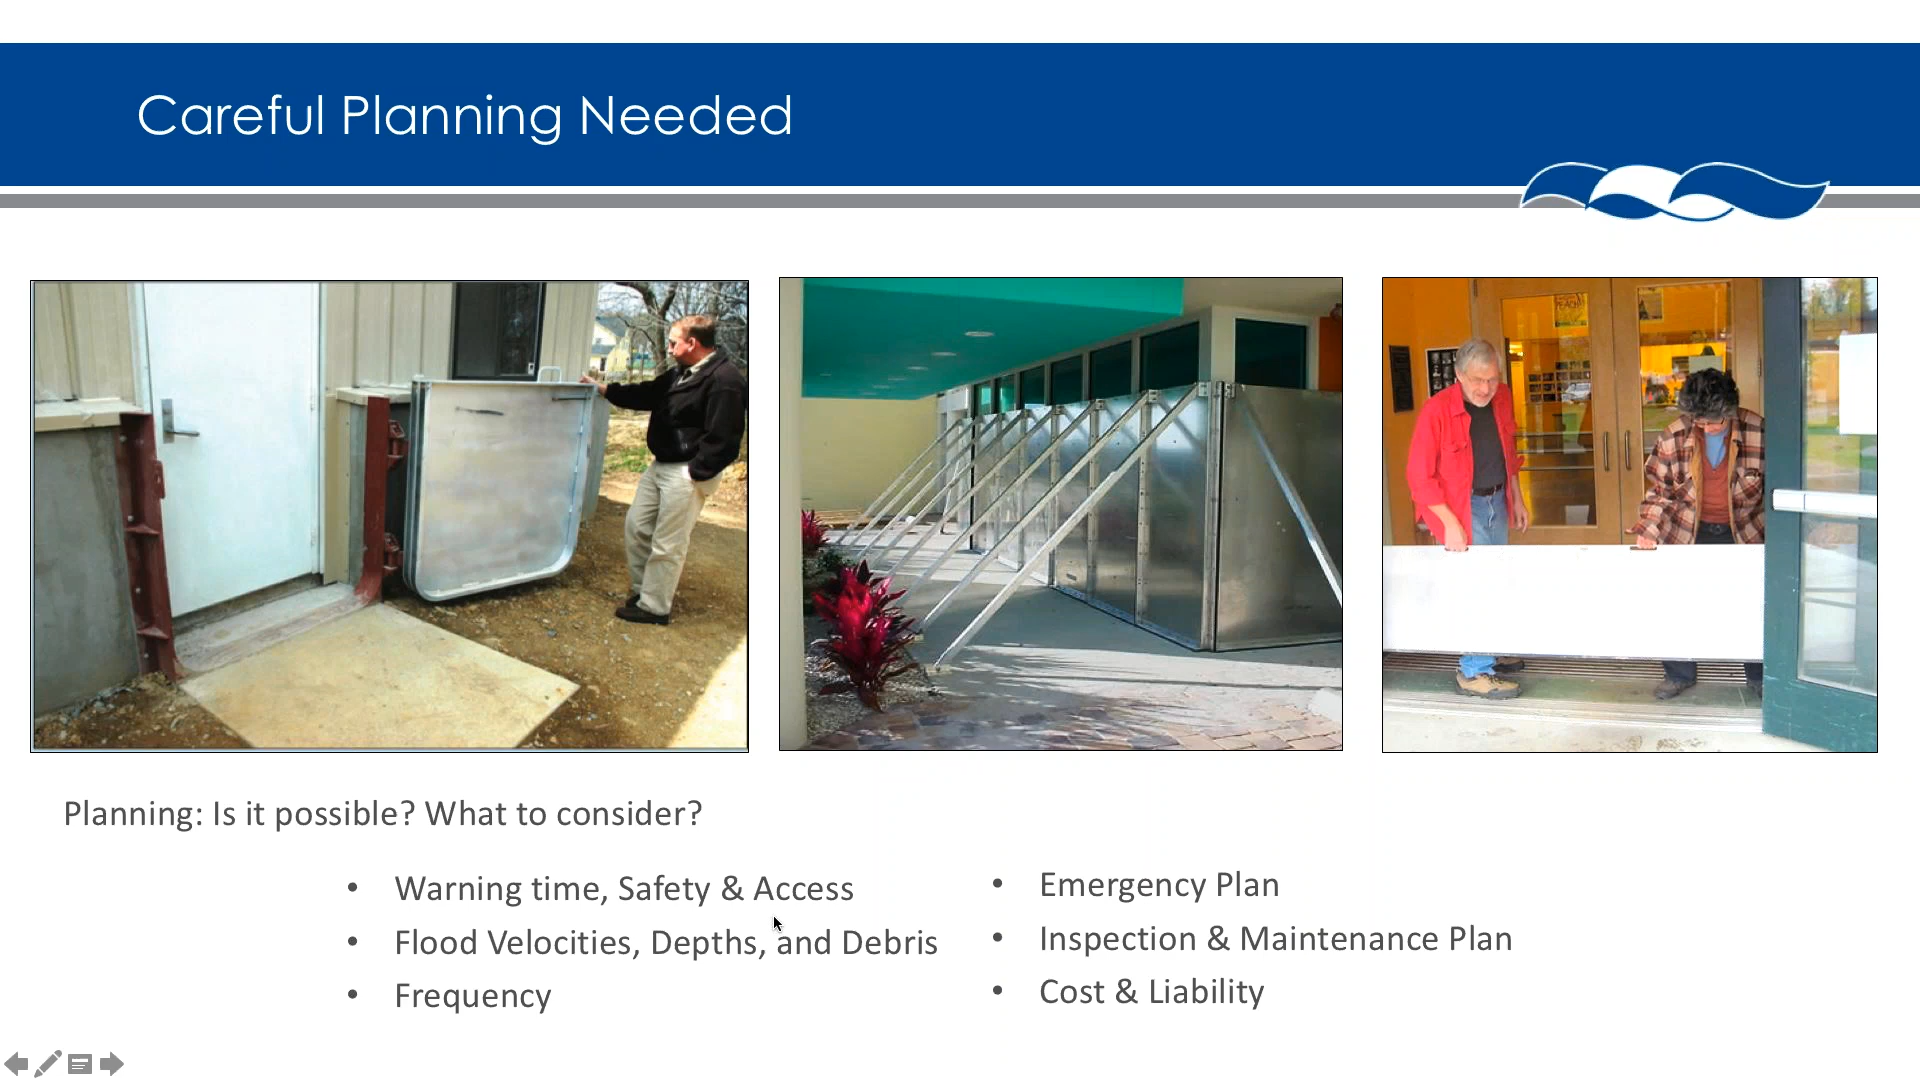 Careful Planning Needed
Planning: Is it possible? What to consider?
• Warning time, Safety & Access
• Flood Velocities, Depths, and Debris
• Frequency
• Emergency Plan
• Inspection & Maintenance Plan
• Cost & Liability